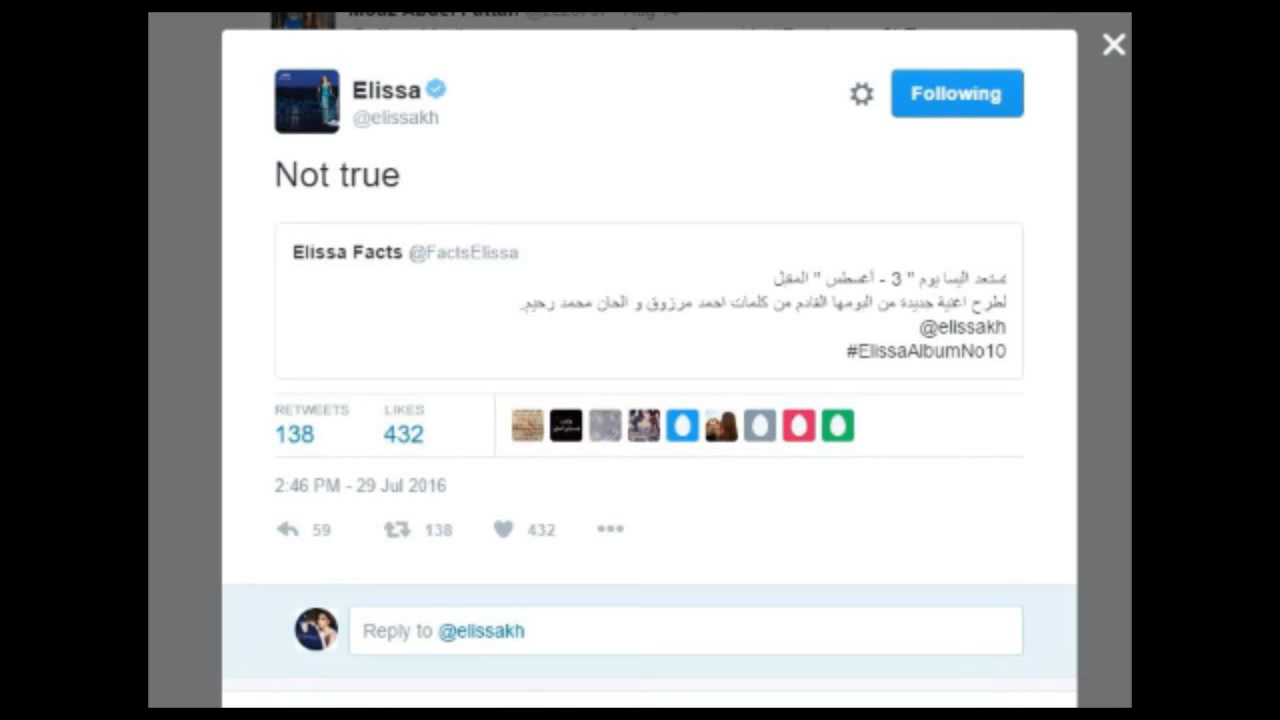 Elissa
@elissakh
Following
Not true
Elissa Facts @FactsElissa
تستعد اليسا يوم " 3 - أغسطس " المقبل
لطرح اغنية جديدة من البومها القادم من كلمات احمد مرزوق و الحان محمد رحيم.
@elissakh
#ElissaAlbumNo10
RETWEETS LIKES
138 432
2:46 PM - 29 Jul 2016
59 138 432
Reply to @elissakh